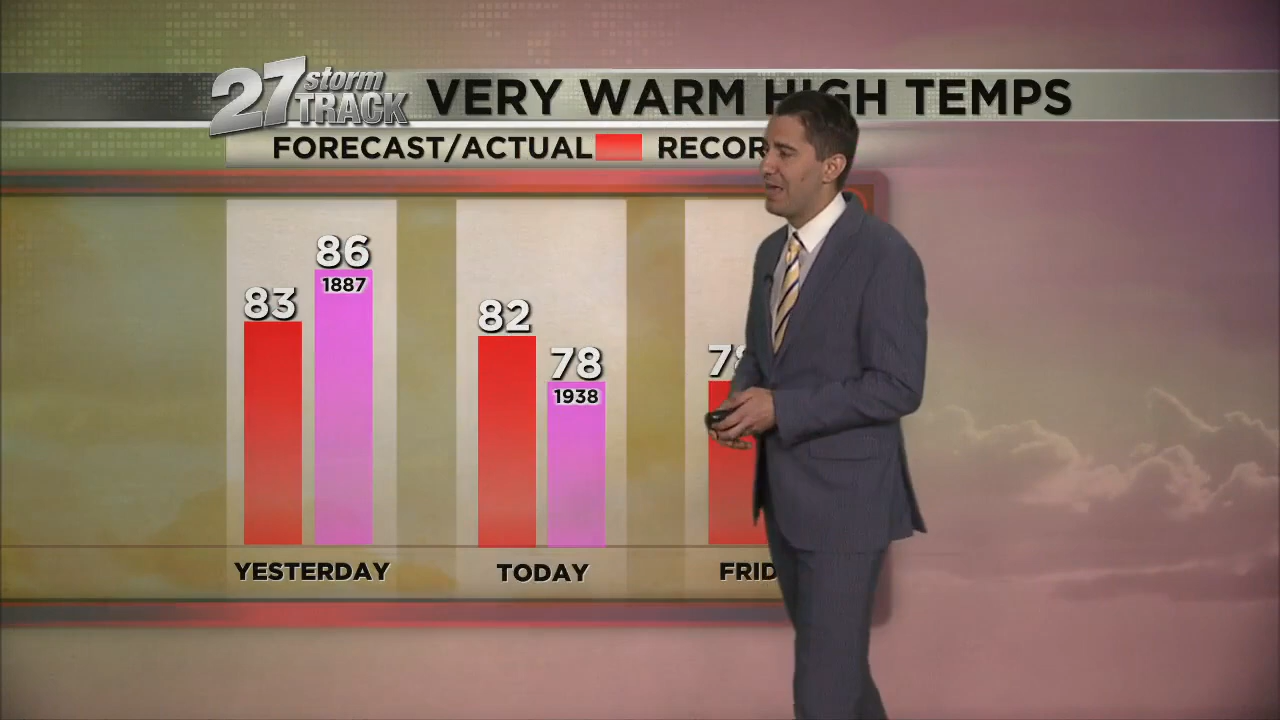 27 storm TRACK VERY WARM HIGH TEMPS
FORECAST/ACTUAL
86
1887
83
82
78
1938
YESTERDAY TODAY